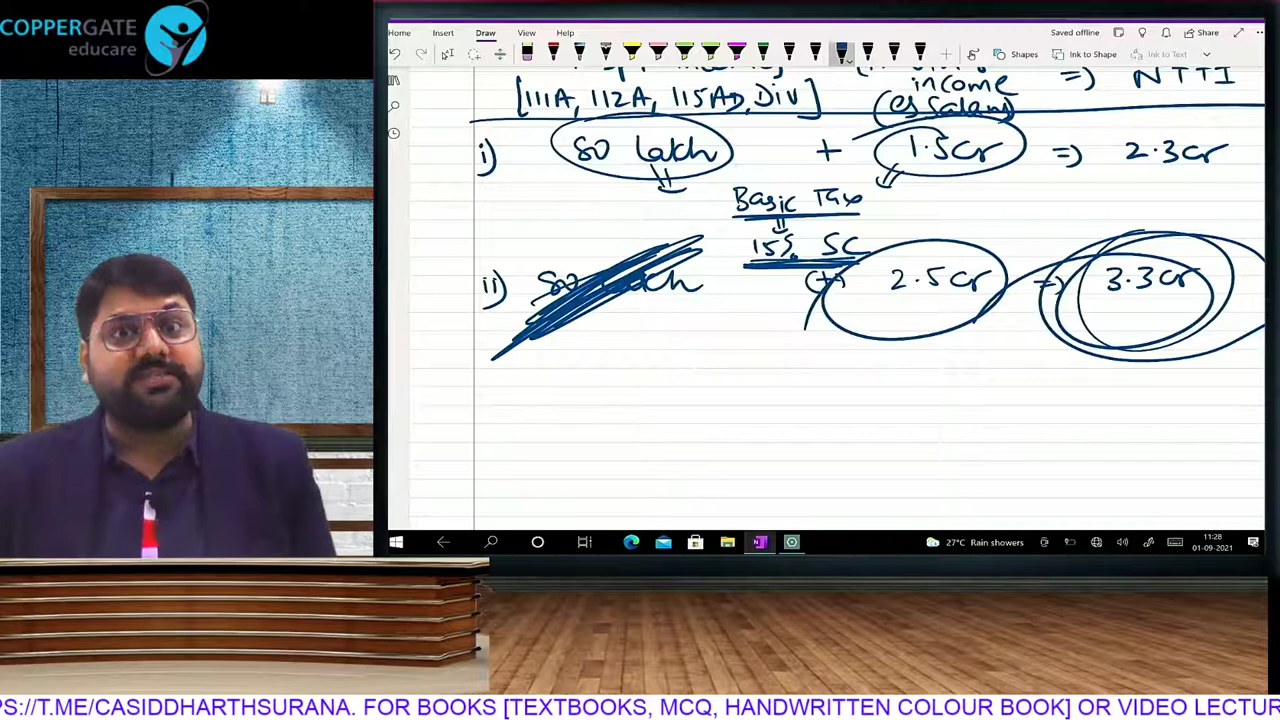 COPPERGATE
educare
Home Insert Draw View Help
Saved offline
Share
Shapes
Ink to Shape
Ink to Text
income => NTTI
[111A, 112A, 115AD, Div]
(eg Salary)
i) 80 lakh + 1.5cr => 2.3cr
Basic Tax
15% SC
ii) 80 lakh (+) 2.5cr => 3.3cr
27°C Rain showers
11:28
01-09-2021
PS://T.ME/CASIDDHARTHSURANA. FOR BOOKS [TEXTBOOKS, MCQ, HANDWRITTEN COLOUR BOOK] OR VIDEO LECTUR